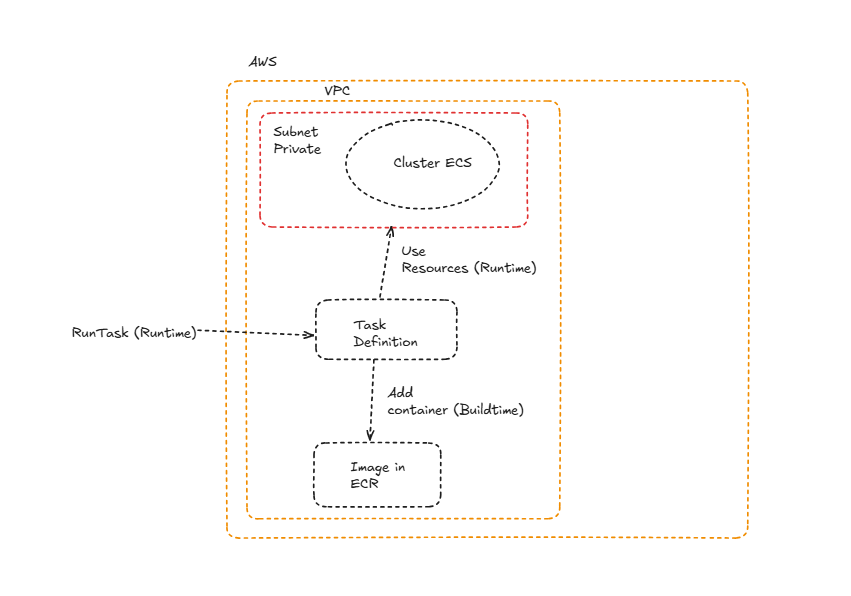 AWS
VPC
Subnet
Private
Cluster ECS
Use
Resources (Runtime)
RunTask (Runtime)
Task
Definition
Add
container (Buildtime)
Image in
ECR